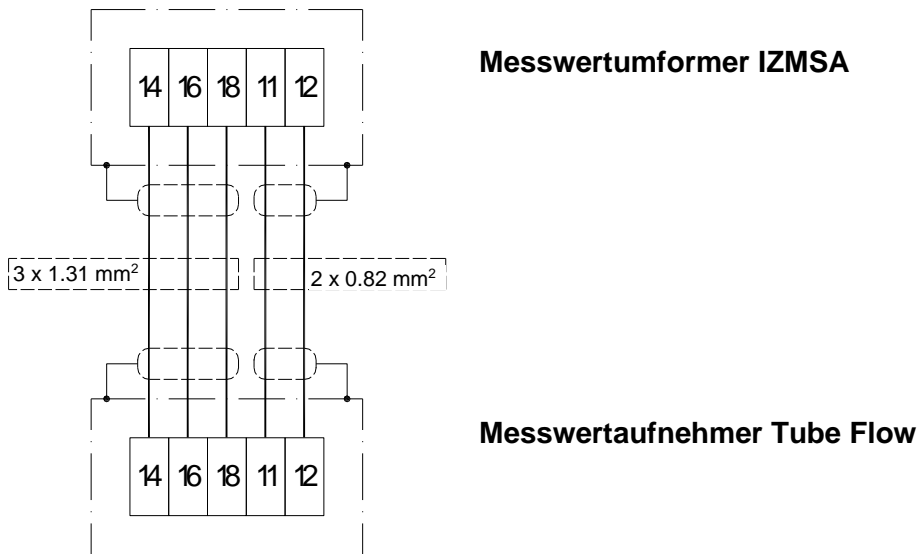 Messwertumformer IZMSA
14 16 18 11 12
3 x 1.31 mm² 2 x 0.82 mm²
Messwertaufnehmer Tube Flow
14 16 18 11 12